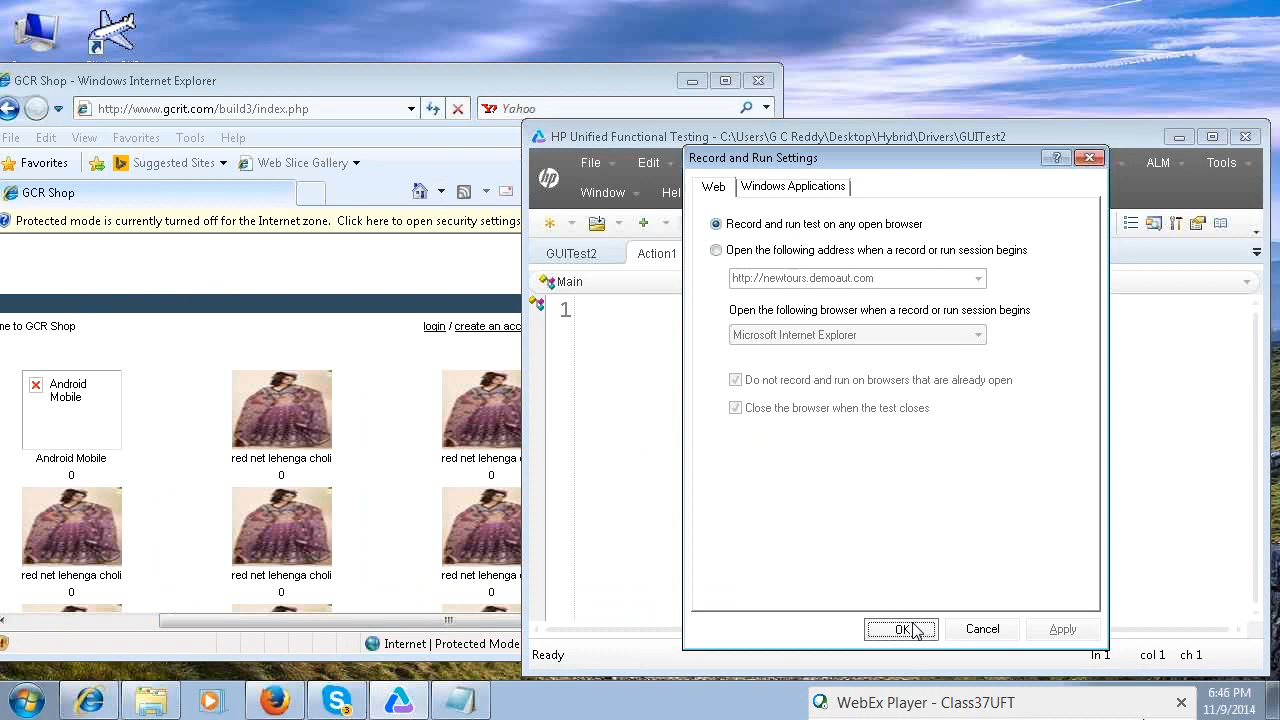 GCR Shop - Windows Internet Explorer
http://www.gcrit.com/build3/index.php
Yahoo
File Edit View Favorites Tools Help
Favorites Suggested Sites Web Slice Gallery
GCR Shop
Protected mode is currently turned off for the Internet zone. Click here to open security settings
me to GCR Shop
login / create an acc
Android
Mobile
Android Mobile
red net lehenga choli
red net lehenga choli
0
0
0
red net lehenga choli
red net lehenga choli
red net lehenga choli
0
0
0
Internet | Protected Mode
HP Unified Functional Testing - C:\Users\G C Reddy\Desktop\Hybrid\Drivers\GUITest2
hp
File Edit
ALM Tools
Window Hel
GUITest2 Action1
Main
1
Ready
ln 1 col 1 ch 1
Record and Run Setting
?
Web Windows Applications
Record and run test on any open browser
Open the following address when a record or run session begins
http://newtours.demoaut.com
Open the following browser when a record or run session begins
Microsoft Internet Explorer
Do not record and run on browsers that are already open
Close the browser when the test closes
OK Cancel Apply
3
WebEx Player - Class37UFT
6:46 PM
11/9/2014